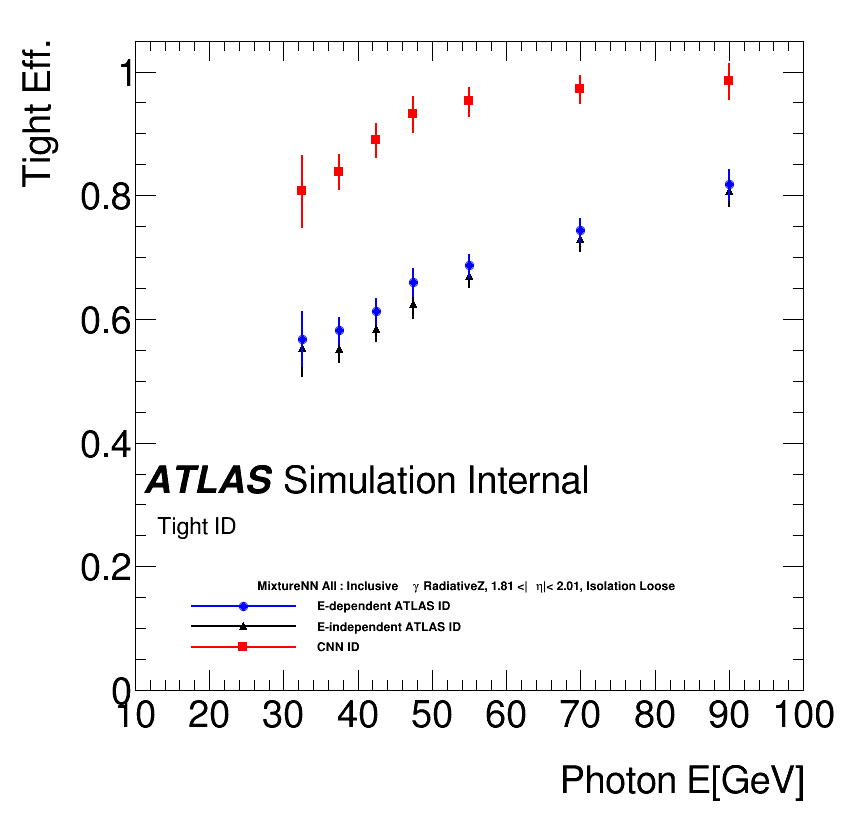 Tight Eff.
1
0.8
0.6
0.4
0.2
0
ATLAS Simulation Internal
Tight ID
MixtureNN All : Inclusive γ RadiativeZ, 1.81 <| η|< 2.01, Isolation Loose
E-dependent ATLAS ID
E-independent ATLAS ID
CNN ID
10 20 30 40 50 60 70 80 90 100
Photon E[GeV]